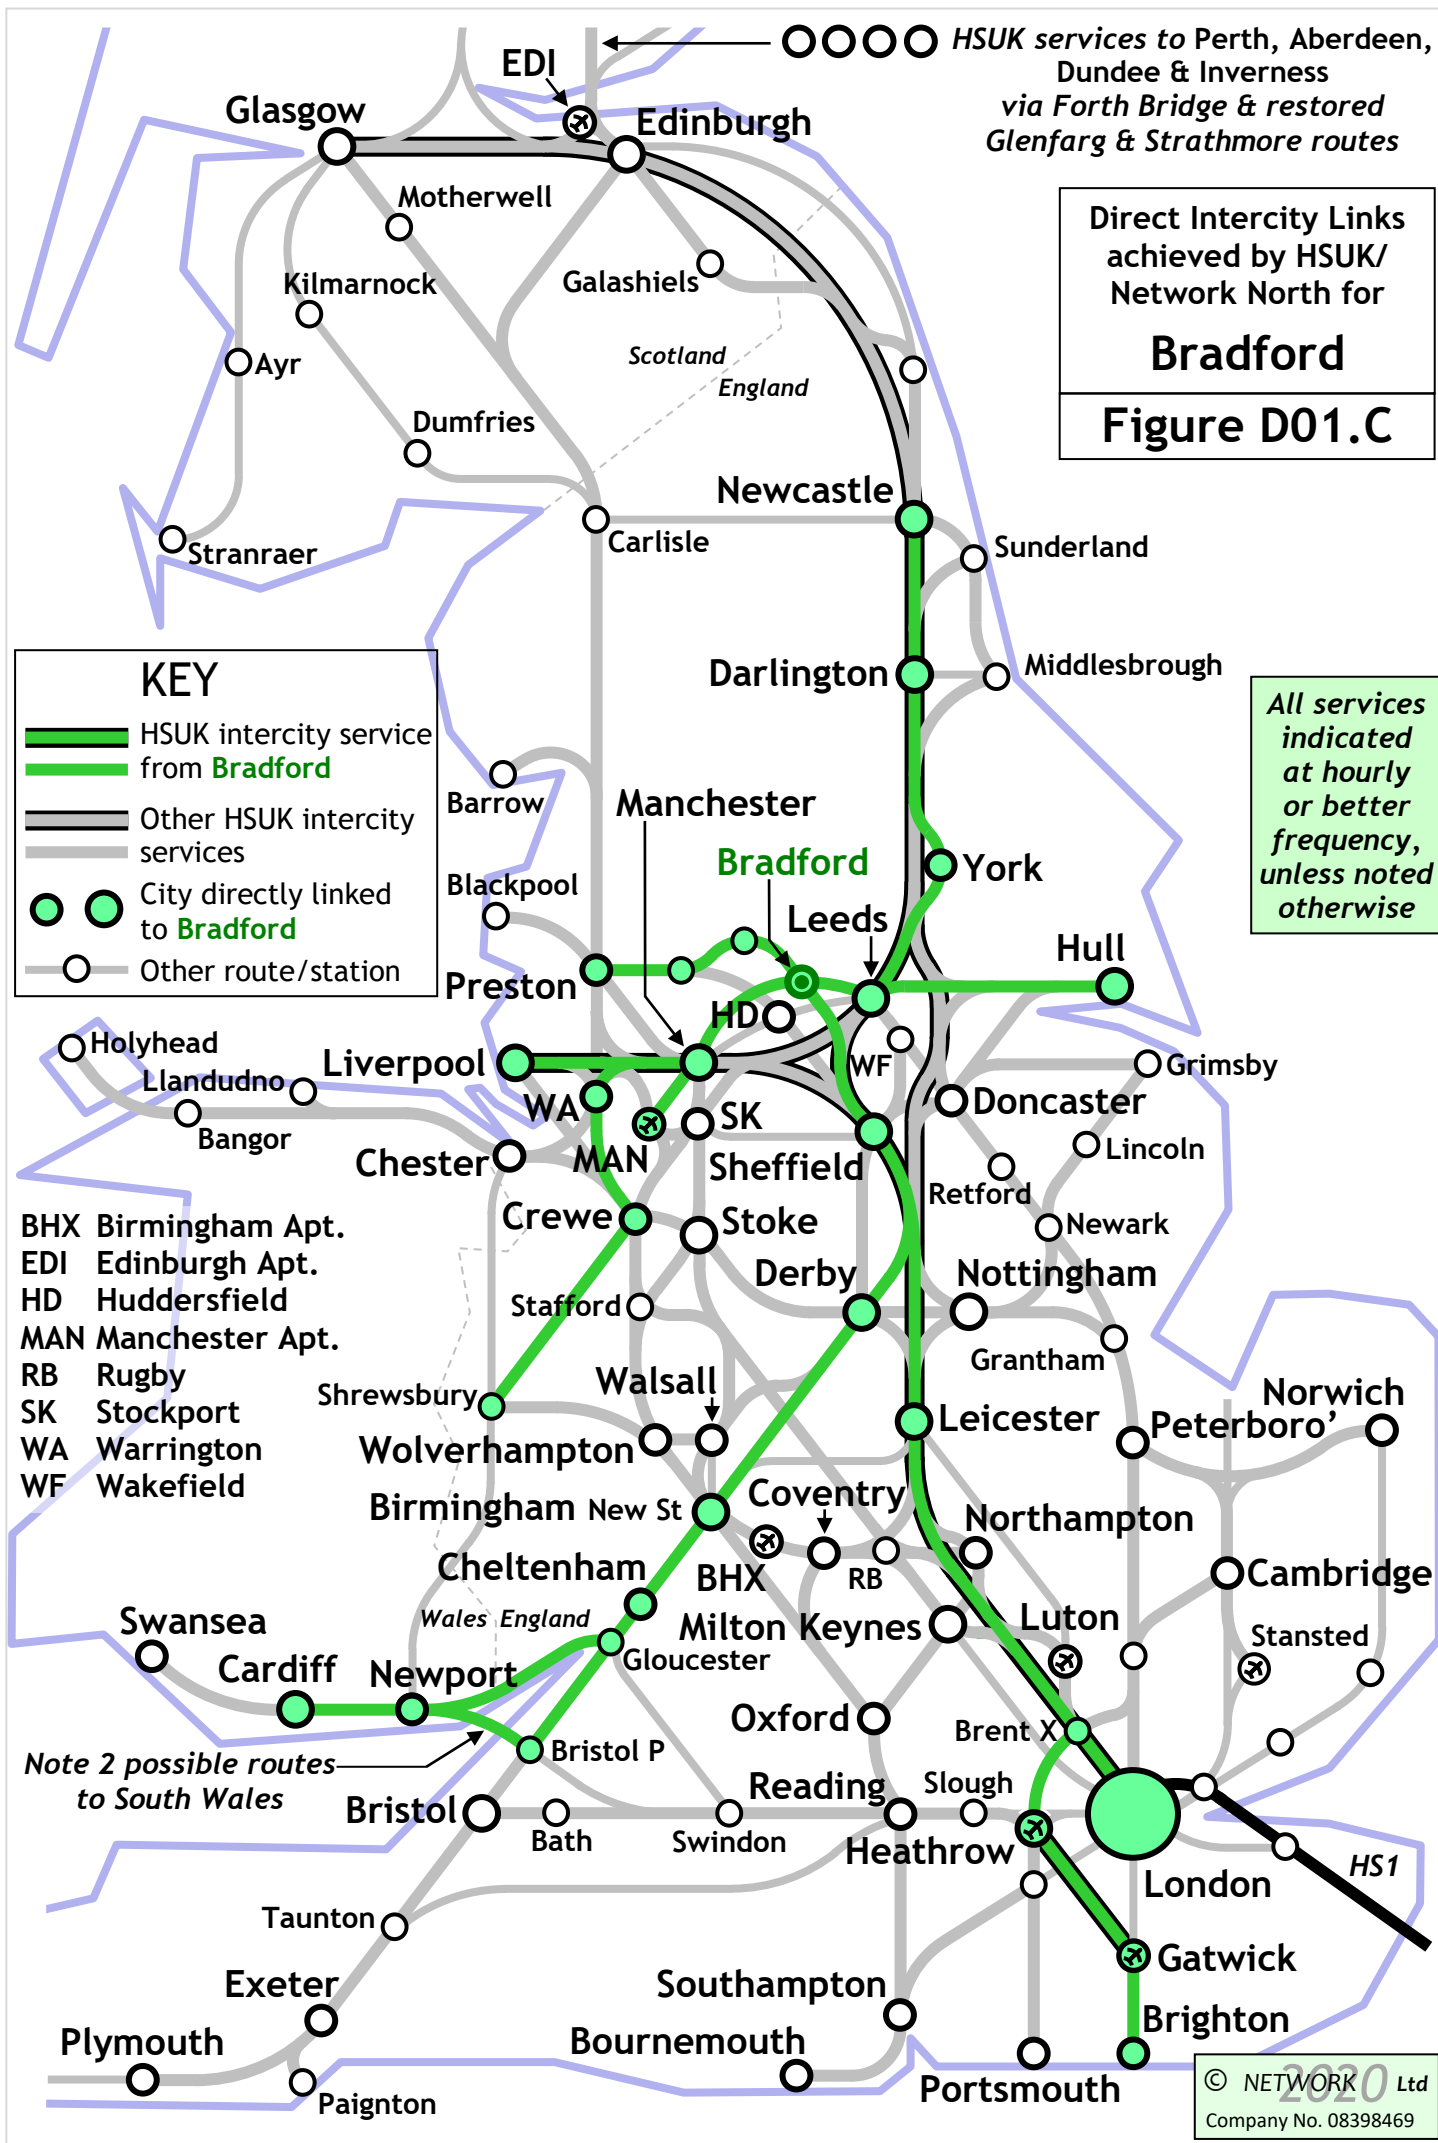 HSUK services to Perth, Aberdeen,
Dundee & Inverness
via Forth Bridge & restored
Glenfarg & Strathmore routes
EDI
Glasgow
Edinburgh
Motherwell
Direct Intercity Links
achieved by HSUK/
Network North for
Bradford
Figure D01.C
Galashiels
Kilmarnock
Scotland
England
Ayr
Dumfries
Newcastle
Carlisle
Sunderland
Stranraer
Darlington
Middlesbrough
KEY
HSUK intercity service
from Bradford
Other HSUK intercity
services
City directly linked
to Bradford
Other route/station
All services
indicated
at hourly
or better
frequency,
unless noted
otherwise
Barrow
Manchester
Bradford
York
Blackpool
Leeds
Hull
Preston
HD
Holyhead
Liverpool
WF
Grimsby
Llandudno
WA
Doncaster
Bangor
SK
Lincoln
Chester
MAN
Sheffield
Retford
Crewe
Stoke
Newark
BHX Birmingham Apt.
EDI Edinburgh Apt.
HD Huddersfield
MAN Manchester Apt.
RB Rugby
SK Stockport
WA Warrington
WF Wakefield
Derby
Nottingham
Stafford
Grantham
Walsall
Shrewsbury
Norwich
Leicester
Peterboro'
Wolverhampton
Coventry
Birmingham New St
Northampton
Cheltenham
BHX
RB
Cambridge
Wales England
Swansea
Milton Keynes
Luton
Stansted
Gloucester
Cardiff
Newport
Oxford
Brent X
Bristol P
Note 2 possible routes
to South Wales
Reading
Slough
Bristol
Bath
Swindon
Heathrow
HS1
London
Taunton
Gatwick
Exeter
Southampton
Brighton
Plymouth
Bournemouth
Portsmouth
Paignton
© NETWORK 2020 Ltd
Company No. 08398469